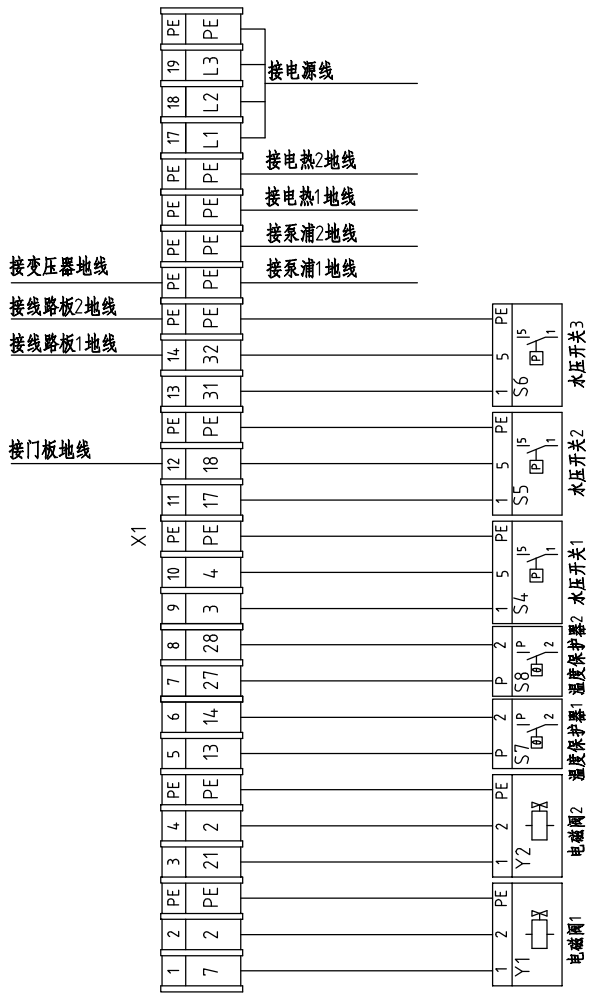 PE PE
19 L3
18 L2
17 L1
PE PE
PE PE
PE PE
PE PE
PE PE
14 32
13 31
PE PE
12 18
11 17
PE PE
10 4
9 3
8 28
7 27
6 14
5 13
PE PE
4 2
3 21
PE PE
2 2
1 7
X1
接电源线
接电热2地线
接电热1地线
接泵浦2地线
接泵浦1地线
接变压器地线
接线路板2地线
接线路板1地线
接门板地线
1 5 PE
S6
P
5
1
水压开关3
1 5 PE
S5
P
5
1
水压开关2
1 5 PE
S4
P
5
1
水压开关1
P 2
S8
θ
P
2
温度保护器2
P 2
S7
θ
P
2
温度保护器1
1 2 PE
Y2
电磁阀2
1 2 PE
Y1
电磁阀1